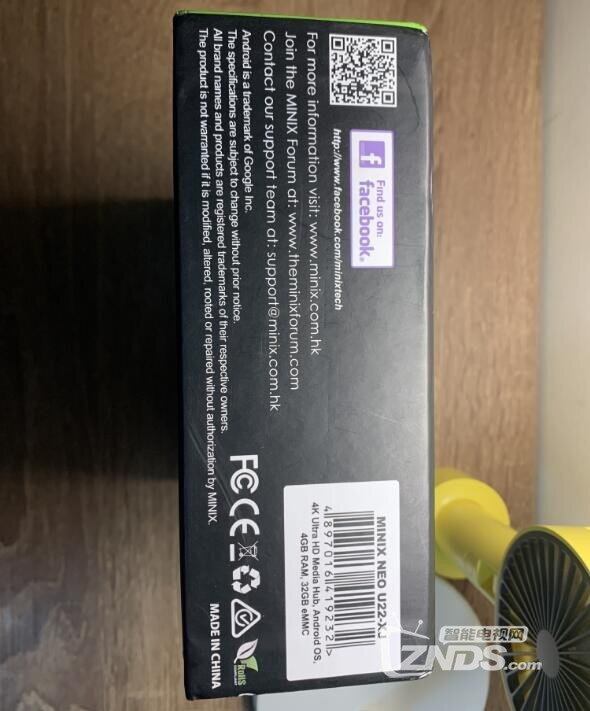 Find us on:
facebook®
http://www.facebook.com/minixtech
For more information visit: www.minix.com.hk
Join the MINIX Forum at: www.theminixforum.com
Contact our support team at: support@minix.com.hk
Android is a trademark of Google Inc.
The specifications are subject to change without prior notice.
All brand names and products are registered trademarks of their respective owners.
The product is not warranted if it is modified, altered, rooted or repaired without authorization by MINIX.
MINIX NEO U22-XJ
4 897016 419232 >
4K Ultra HD Media Hub, Android OS,
4GB RAM, 32GB eMMC
FC CE
RoHS
MADE IN CHINA
智能电视网
ZNDS.com